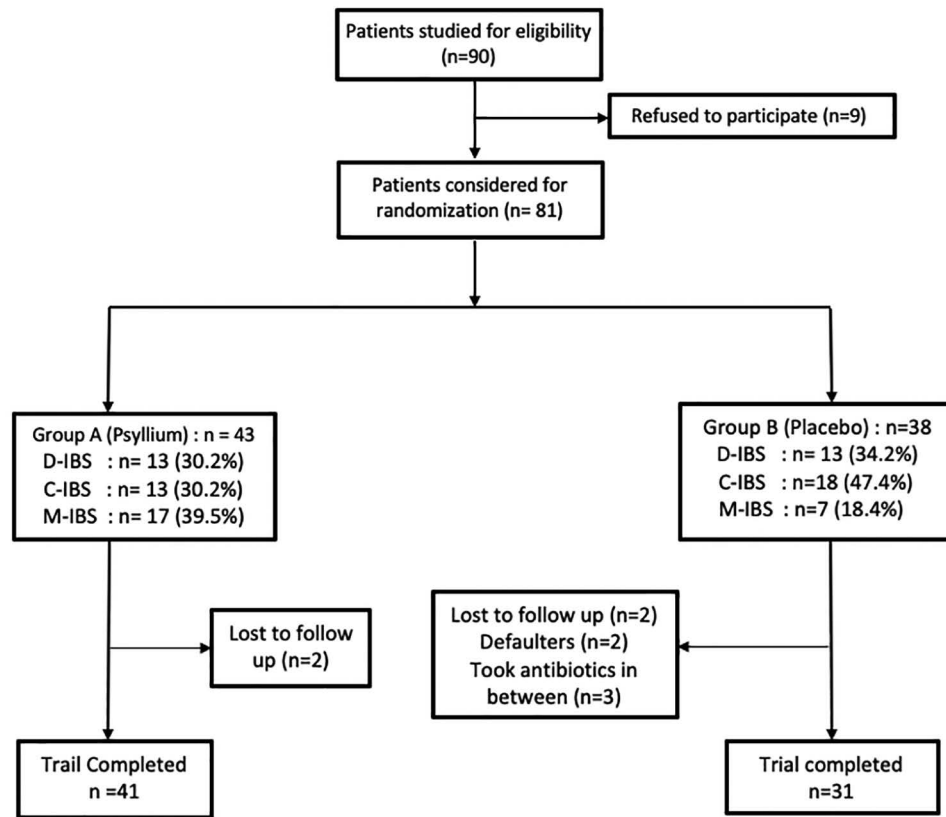 Patients studied for eligibility
(n=90)
Refused to participate (n=9)
Patients considered for
randomization (n= 81)
Group A (Psyllium) : n = 43
D-IBS : n= 13 (30.2%)
C-IBS : n= 13 (30.2%)
M-IBS : n= 17 (39.5%)
Group B (Placebo) : n=38
D-IBS : n= 13 (34.2%)
C-IBS : n=18 (47.4%)
M-IBS : n=7 (18.4%)
Lost to follow
up (n=2)
Lost to follow up (n=2)
Defaulters (n=2)
Took antibiotics in
between (n=3)
Trail Completed
n =41
Trial completed
n=31